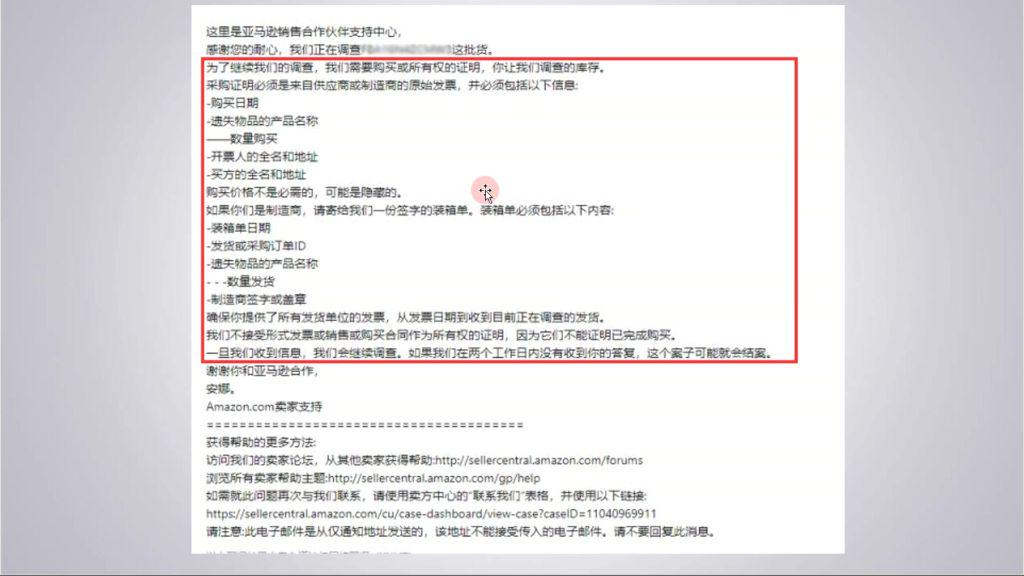 这里是亚马逊销售合作伙伴支持中心，
感谢您的耐心，我们正在调查 这批货。
为了继续我们的调查，我们需要购买或所有权的证明，你让我们调查的库存。
采购证明必须是来自供应商或制造商的原始发票，并必须包括以下信息:
-购买日期
-遗失物品的产品名称
——数量购买
-开票人的全名和地址
-买方的全名和地址
购买价格不是必需的，可能是隐藏的。
如果你们是制造商，请寄给我们一份签字的装箱单。装箱单必须包括以下内容:
-装箱单日期
-发货或采购订单ID
-遗失物品的产品名称
- - -数量发货
-制造商签字或盖章
确保你提供了所有发货单位的发票，从发票日期到收到目前正在调查的发货。
我们不接受形式发票或销售或购买合同作为所有权的证明，因为它们不能证明已完成购买。
一旦我们收到信息，我们会继续调查。如果我们在两个工作日内没有收到你的答复，这个案子可能就会结案。
谢谢你和亚马逊合作，
安娜。
Amazon.com卖家支持
=======================================
获得帮助的更多方法:
访问我们的卖家论坛，从其他卖家获得帮助:http://sellercentral.amazon.com/forums
浏览所有卖家帮助主题:http://sellercentral.amazon.com/gp/help
如需就此问题再次与我们联系，请使用卖方中心的"联系我们"表格，并使用以下链接:
https://sellercentral.amazon.com/cu/case-dashboard/view-case?caseID=11040969911
请注意:此电子邮件是从仅通知地址发送的，该地址不能接受传入的电子邮件。请不要回复此消息。